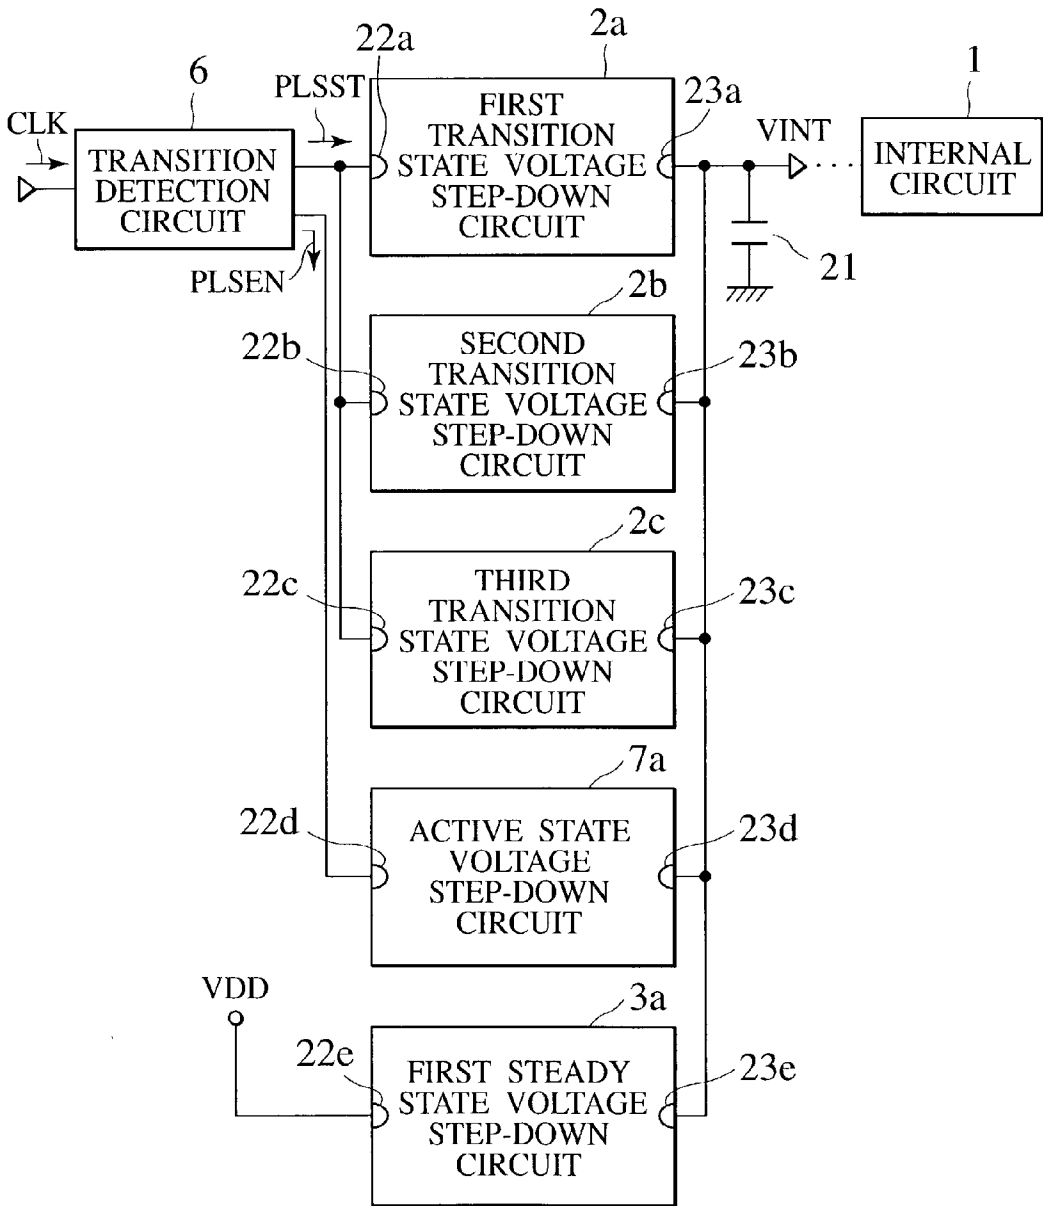 2a
22a
6
PLSST
23a
1
CLK
VINT
FIRST
TRANSITION
STATE VOLTAGE
STEP-DOWN
CIRCUIT
TRANSITION
DETECTION
CIRCUIT
INTERNAL
CIRCUIT
21
PLSEN
2b
22b
23b
SECOND
TRANSITION
STATE VOLTAGE
STEP-DOWN
CIRCUIT
2c
22c
23c
THIRD
TRANSITION
STATE VOLTAGE
STEP-DOWN
CIRCUIT
7a
22d
23d
ACTIVE STATE
VOLTAGE
STEP-DOWN
CIRCUIT
VDD
3a
22e
23e
FIRST STEADY
STATE VOLTAGE
STEP-DOWN
CIRCUIT